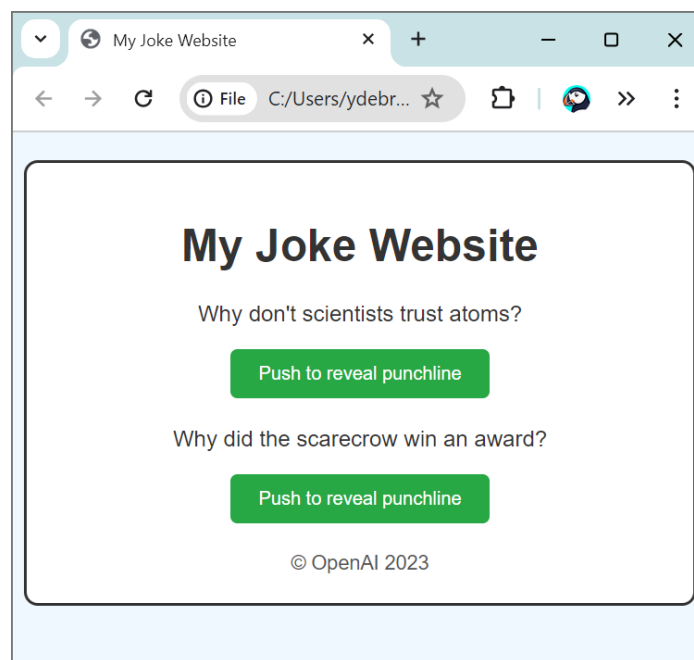 My Joke Website
File C:/Users/ydebr...
My Joke Website
Why don't scientists trust atoms?
Push to reveal punchline
Why did the scarecrow win an award?
Push to reveal punchline
© OpenAI 2023